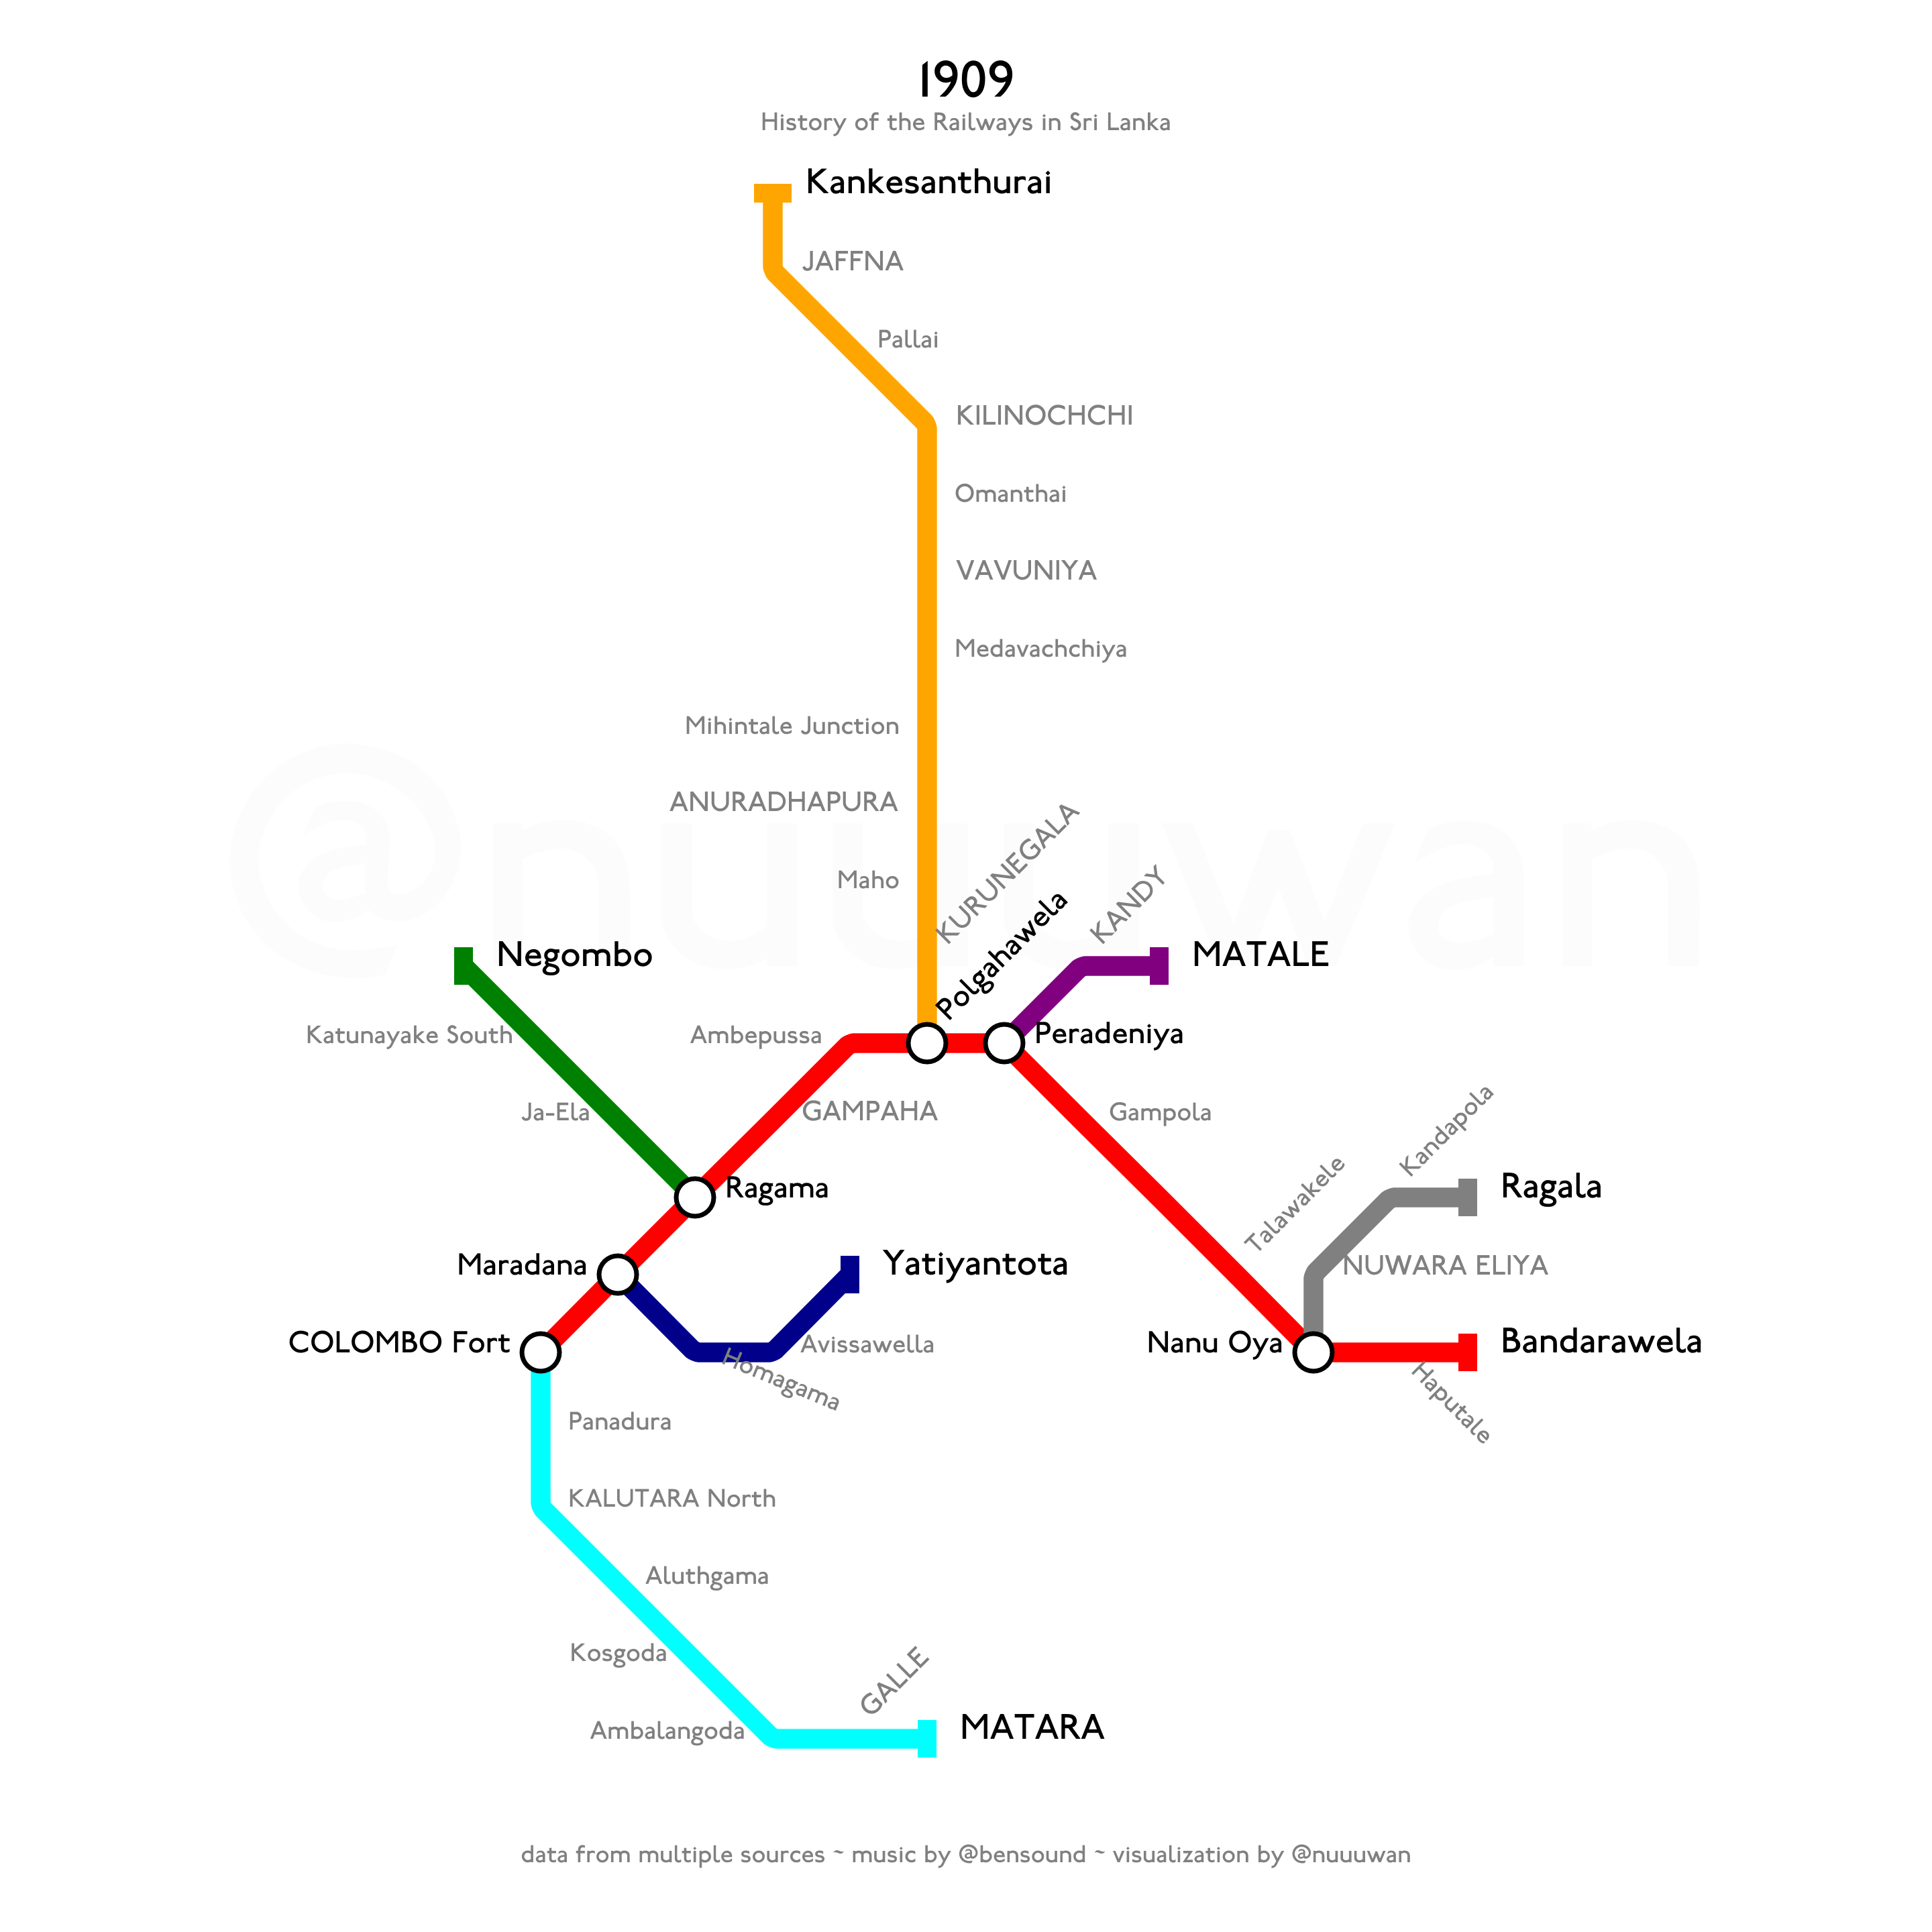 1909
History of the Railways in Sri Lanka
Kankesanthurai
JAFFNA
Pallai
KILINOCHCHI
Omanthai
VAVUNIYA
Medavachchiya
Mihintale Junction
ANURADHAPURA
@nuuuwan
Maho
KURUNEGALA
KANDY
Polgahawela
Negombo
MATALE
Katunayake South
Ambepussa
Peradeniya
Ja-Ela
GAMPAHA
Gampola
Kandapola
Talawakele
Ragama
Ragala
Maradana
Yatiyantota
NUWARA ELIYA
COLOMBO Fort
Avissawella
Homagama
Nanu Oya
Bandarawela
Haputale
Panadura
KALUTARA North
Aluthgama
Kosgoda
GALLE
Ambalangoda
MATARA
data from multiple sources ~ music by @bensound ~ visualization by @nuuuwan